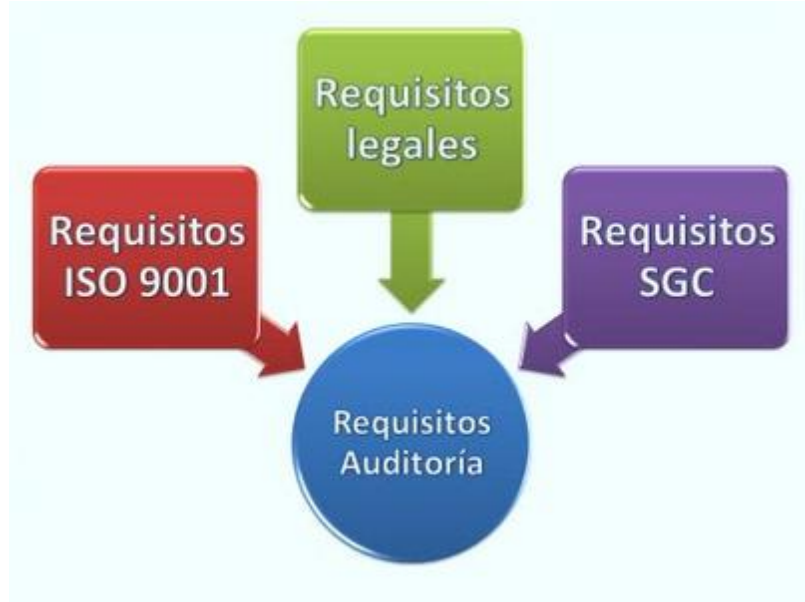 Requisitos
legales
Requisitos
ISO 9001
Requisitos
SGC
Requisitos
Auditoría